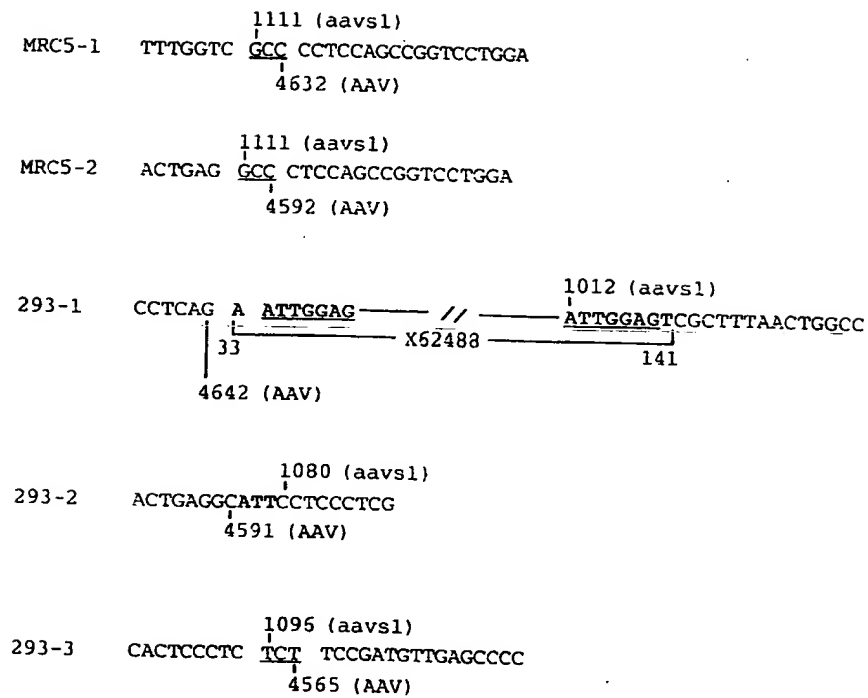 1111 (aavs1)
MRC5-1 TTTGGTC GCC CCTCCAGCCGGTCCTGGA
4632 (AAV)
1111 (aavs1)
MRC5-2 ACTGAG GCC CTCCAGCCGGTCCTGGA
4592 (AAV)
1012 (aavs1)
293-1 CCTCAG A ATTGGAG // ATTGGAGTCGCTTTAACTGGCC
33 X62488 141
4642 (AAV)
1080 (aavs1)
293-2 ACTGAGGCATTCCTCCCTCG
4591 (AAV)
1096 (aavs1)
293-3 CACTCCCTC TCT TCCGATGTTGAGCCCC
4565 (AAV)